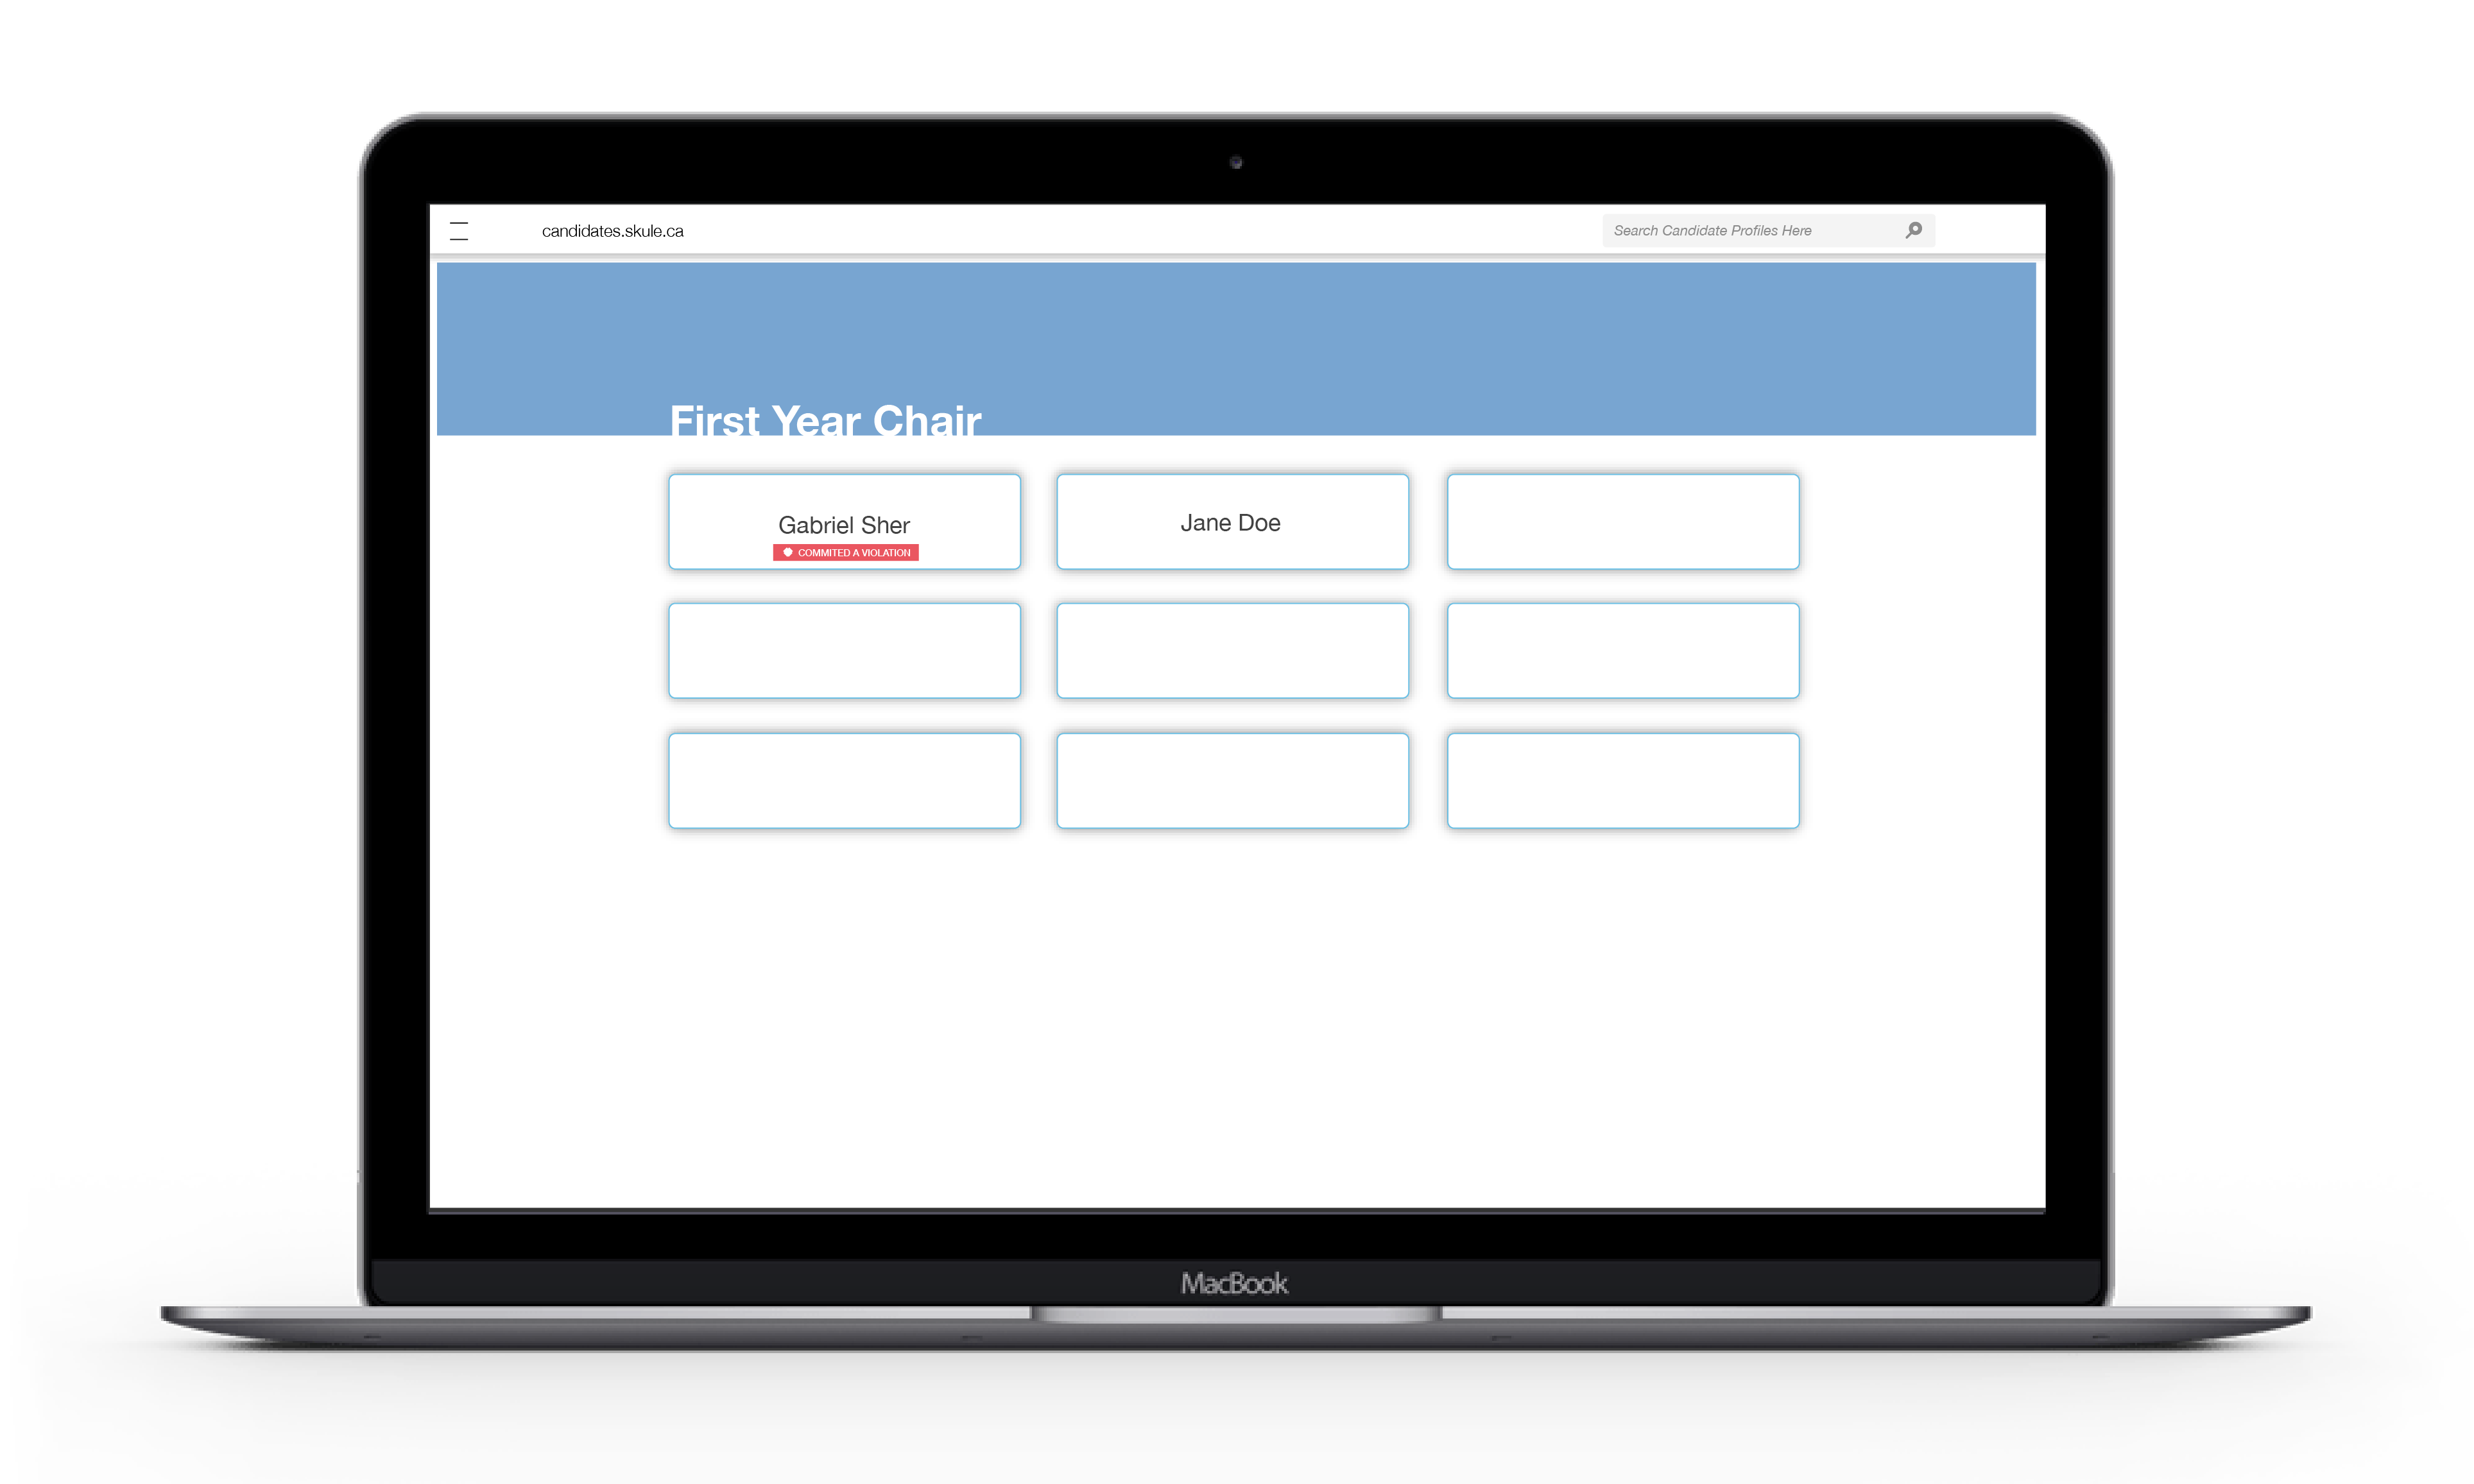 candidates.skule.ca
Search Candidate Profiles Here
First Year Chair
Gabriel Sher
COMMITED A VIOLATION
Jane Doe
MacBook